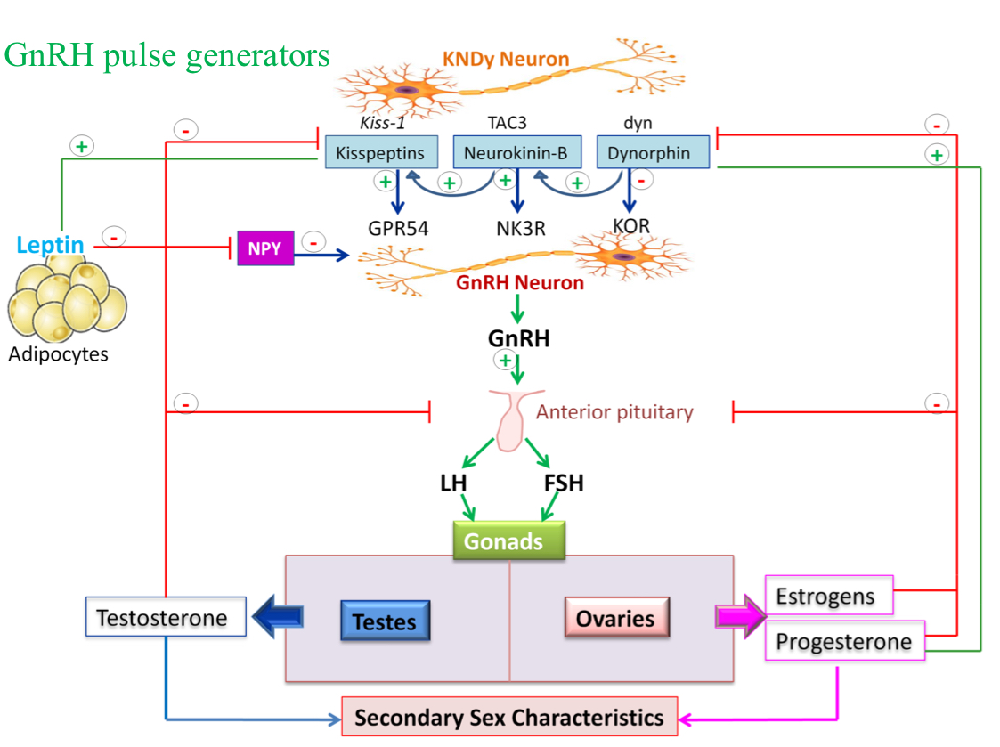 GnRH pulse generators
KNDy Neuron
Kiss-1 TAC3 dyn
- -
+ +
Kisspeptins Neurokinin-B Dynorphin
+ + + + -
GPR54 NK3R KOR
Leptin - NPY -
GnRH Neuron
GnRH
Adipocytes
+
- Anterior pituitary -
LH FSH
Gonads
Estrogens
Testosterone Testes Ovaries
Progesterone
Secondary Sex Characteristics